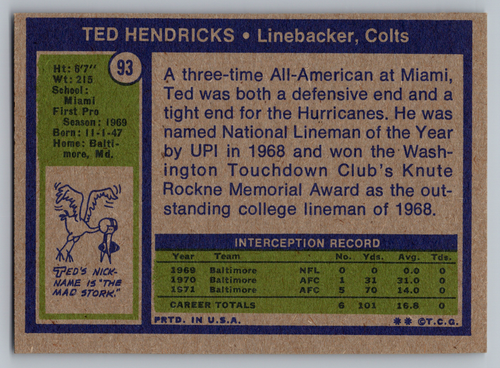 TED HENDRICKS • Linebacker, Colts
93
Ht: 6'7"
Wt: 215
School:
Miami
First Pro
Season: 1969
Born: 11-1-47
Home: Balti-
more, Md.
TED'S NICK-
NAME IS "THE
MAD STORK."
A three-time All-American at Miami,
Ted was both a defensive end and a
tight end for the Hurricanes. He was
named National Lineman of the Year
by UPI in 1968 and won the Wash-
ington Touchdown Club's Knute
Rockne Memorial Award as the out-
standing college lineman of 1968.
INTERCEPTION RECORD
Year Team No. Yds. Avg. Tds.
1969 Baltimore NFL 0 0 0.0 0
1970 Baltimore AFC 1 31 31.0 0
1971 Baltimore AFC 5 70 14.0 0
CAREER TOTALS 6 101 16.8 0
PRTD. IN U.S.A. * * © T.C.G.